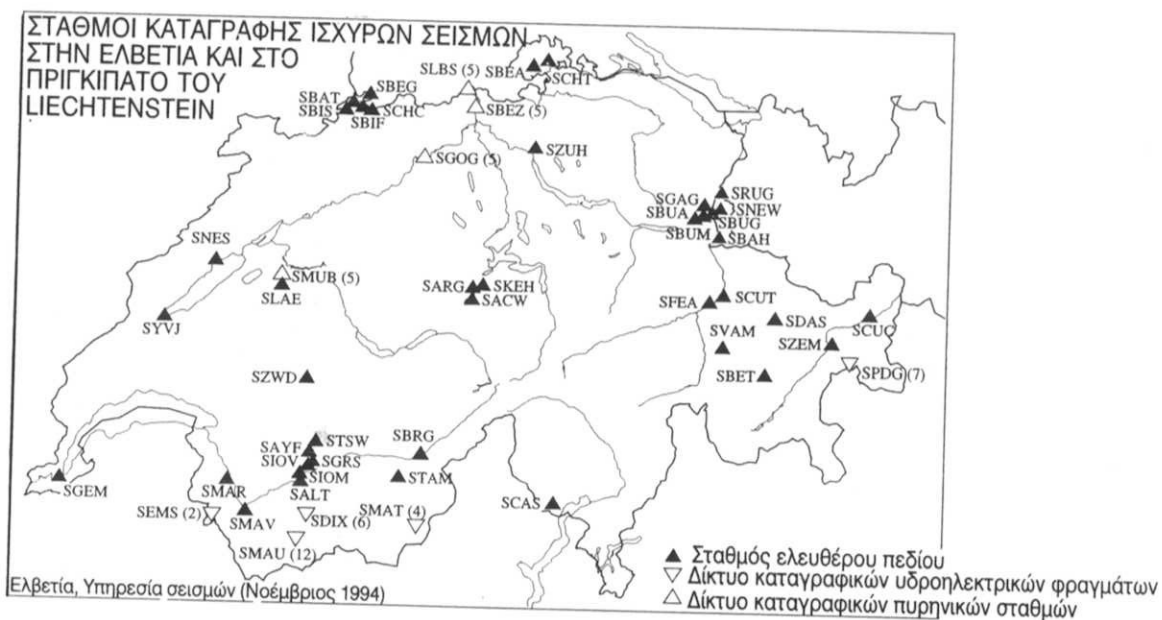 ΣΤΑΘΜΟΙ ΚΑΤΑΓΡΑΦΗΣ ΙΣΧΥΡΩΝ ΣΕΙΣΜΩΝ
ΣΤΗΝ ΕΛΒΕΤΙΑ ΚΑΙ ΣΤΟ
ΠΡΙΓΚΙΠΑΤΟ ΤΟΥ
LIECHTENSTEIN
SLBS (5)
SBEA
SCHT
SBEG
SBAT
SBIS
SCHC
SBIF
SBEZ (5)
SGOG (5)
SZUH
SRUG
SGAG
SNEW
SBUA
SBUG
SBUM
SBAH
SNES
SMUB (5)
SLAE
SARG
SKEH
SACW
SYVJ
SFEA
SCUT
SDAS
SCUC
SVAM
SZEM
SBET
SPDG (7)
SZWD
STSW
SAYF
SBRG
SIOV
SGRS
SIOM
STAM
SGEM
SMAR
SALT
SCAS
SEMS (2)
SMAV
SDIX (6)
SMAT (4)
SMAU (12)
Σταθμός ελευθέρου πεδίου
Δίκτυο καταγραφικών υδροηλεκτρικών φραγμάτων
Δίκτυο καταγραφικών πυρηνικών σταθμών
Ελβετία, Υπηρεσία σεισμών (Νοέμβριος 1994)